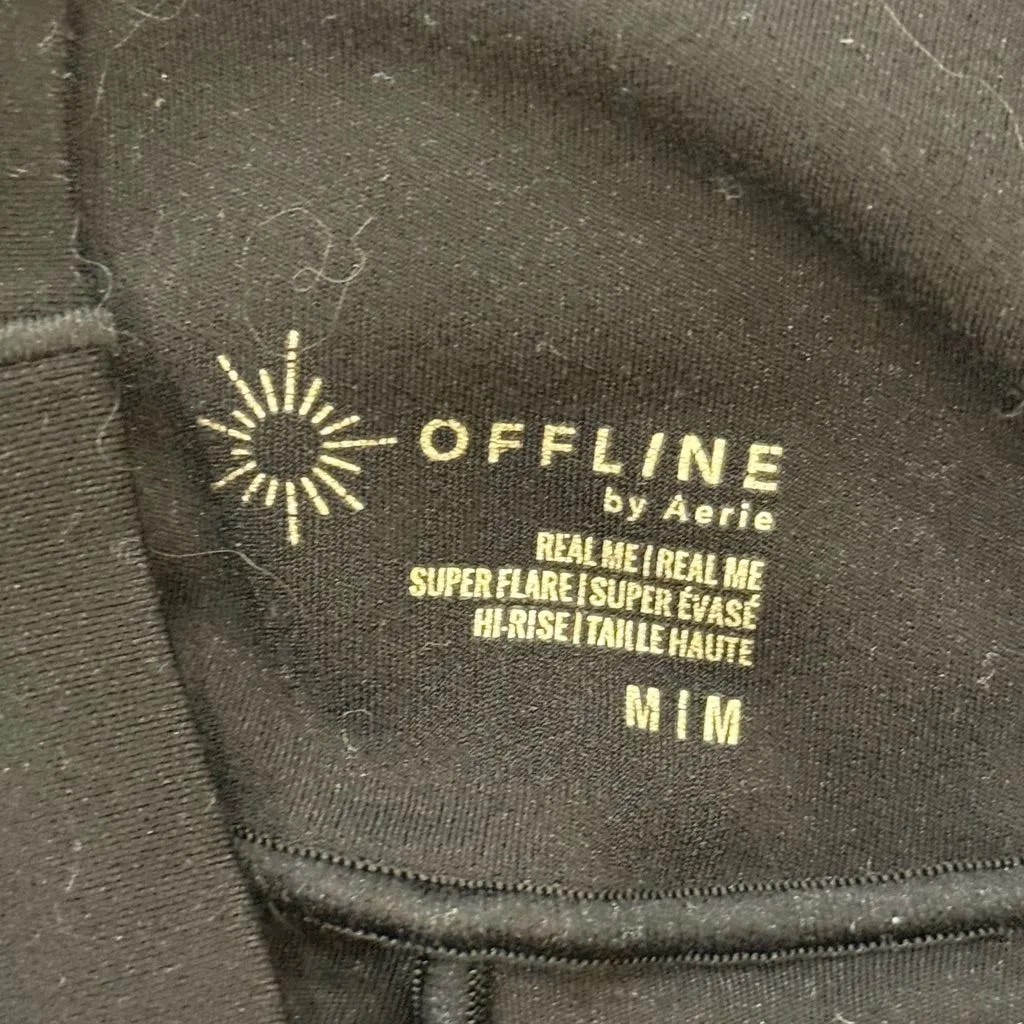 OFFLINE
by Aerie
REAL ME | REAL ME
SUPER FLARE | SUPER ÉVASÉ
HI-RISE | TAILLE HAUTE
M | M